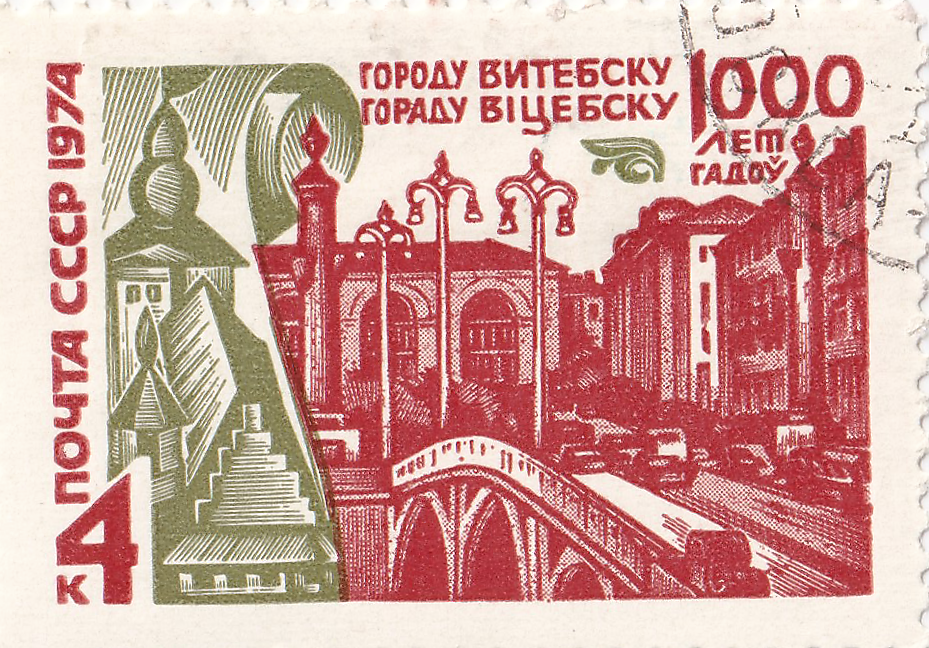 ПОЧТА СССР 1974
ГОРОДУ ВИТЕБСКУ
ГОРАДУ ВІЦЕБСКУ
1000
ЛЕТ
ГАДОЎ
4
К